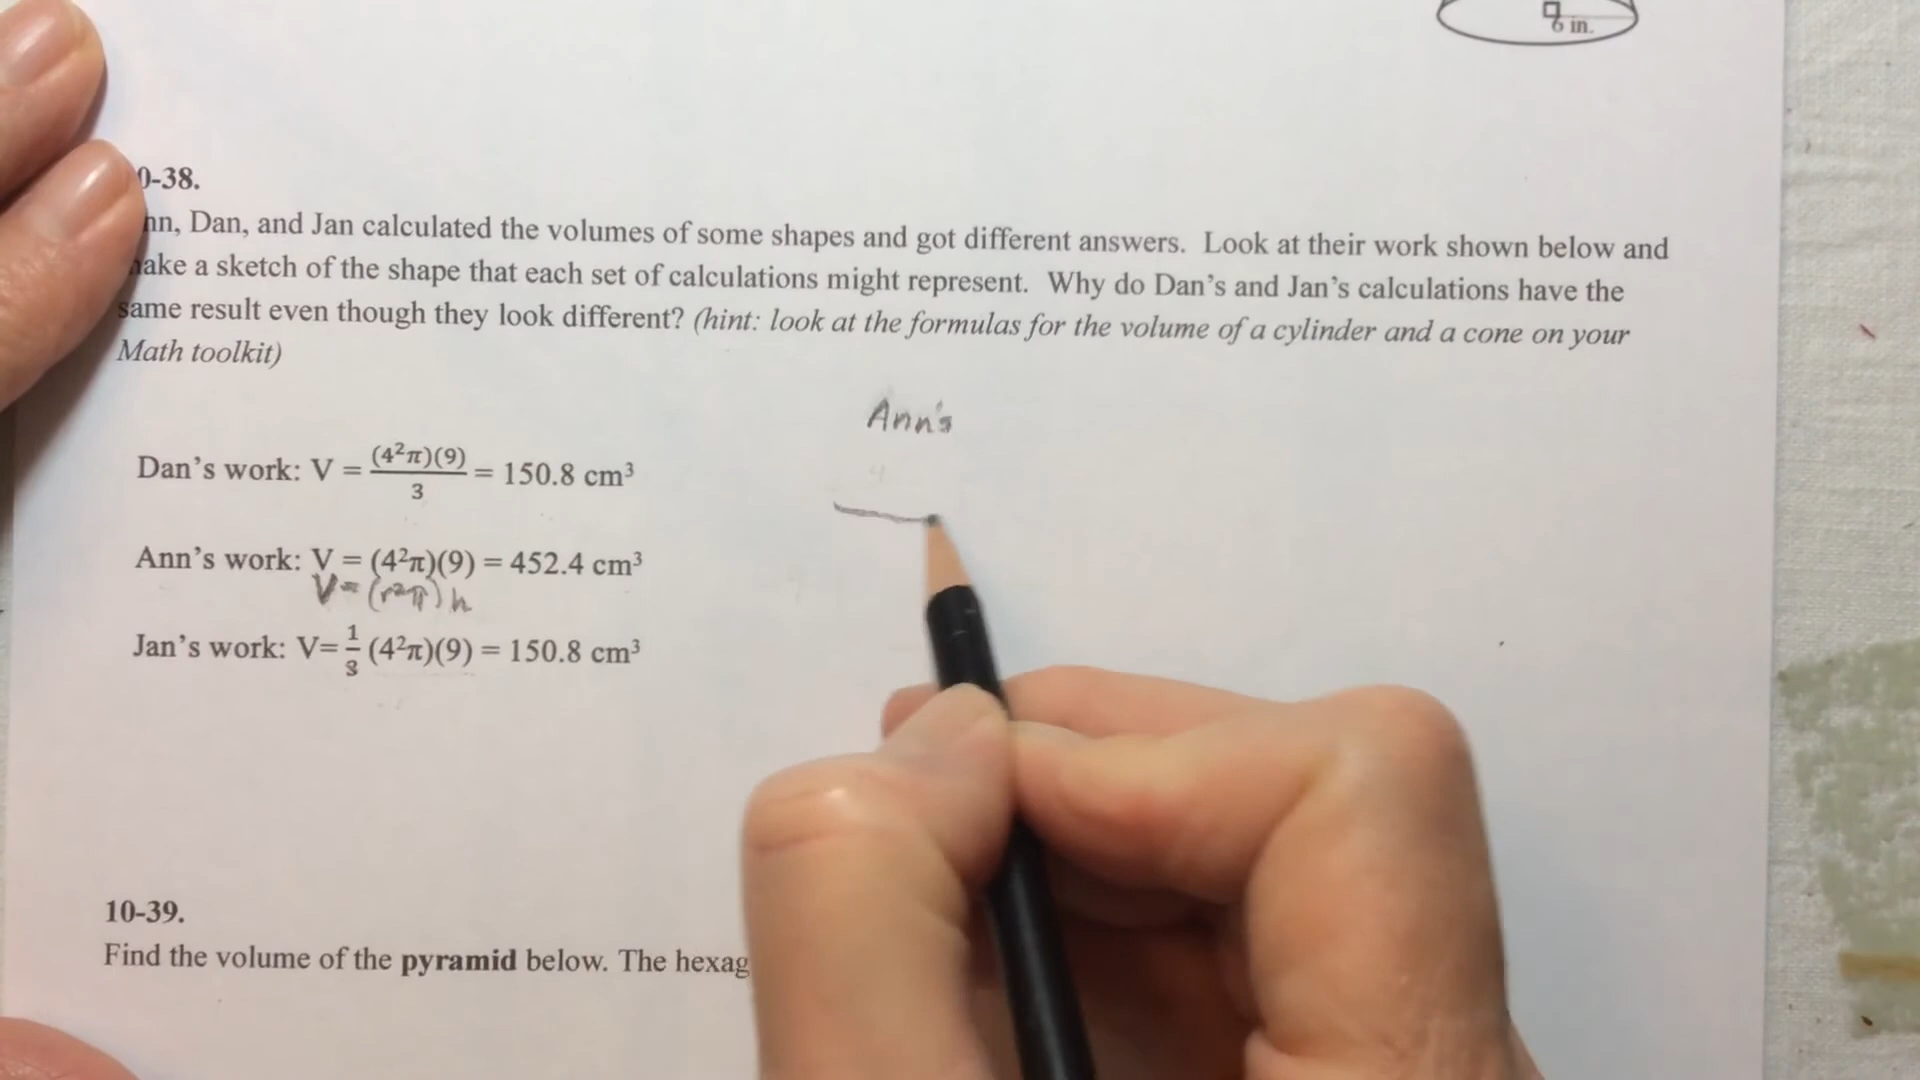 6 in.
0-38.
nn, Dan, and Jan calculated the volumes of some shapes and got different answers. Look at their work shown below and
ake a sketch of the shape that each set of calculations might represent. Why do Dan's and Jan's calculations have the
same result even though they look different? (hint: look at the formulas for the volume of a cylinder and a cone on your
Math toolkit)
Ann's
Dan's work: V = (4²π)(9)/3 = 150.8 cm³
4
Ann's work: V = (4²π)(9) = 452.4 cm³
V = (r²π) h
Jan's work: V= 1/3 (4²π)(9) = 150.8 cm³
10-39.
Find the volume of the pyramid below. The hexag